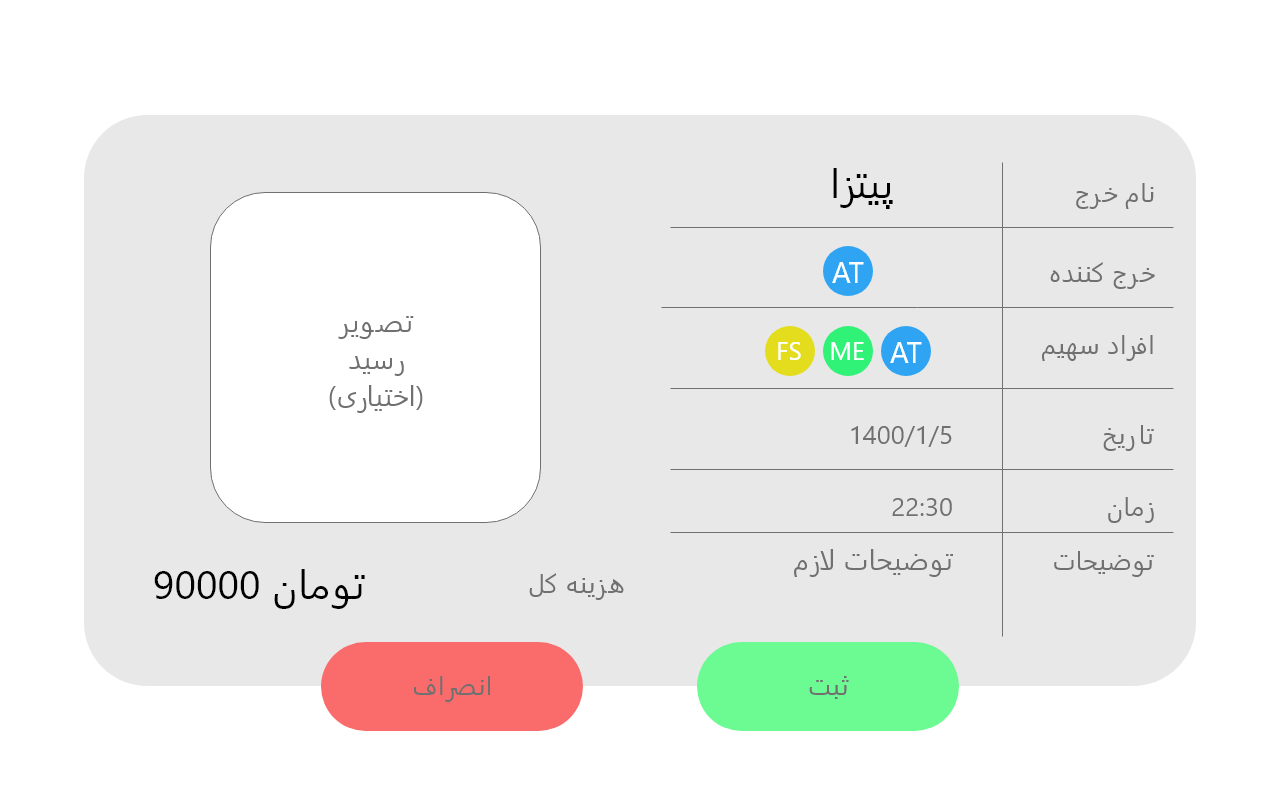 نام خرج
پیتزا
خرج کننده
AT
افراد سهیم
AT ME FS
تاریخ
1400/1/5
زمان
22:30
توضیحات
توضیحات لازم
تصویر
رسید
(اختیاری)
هزینه کل
90000 تومان
ثبت
انصراف